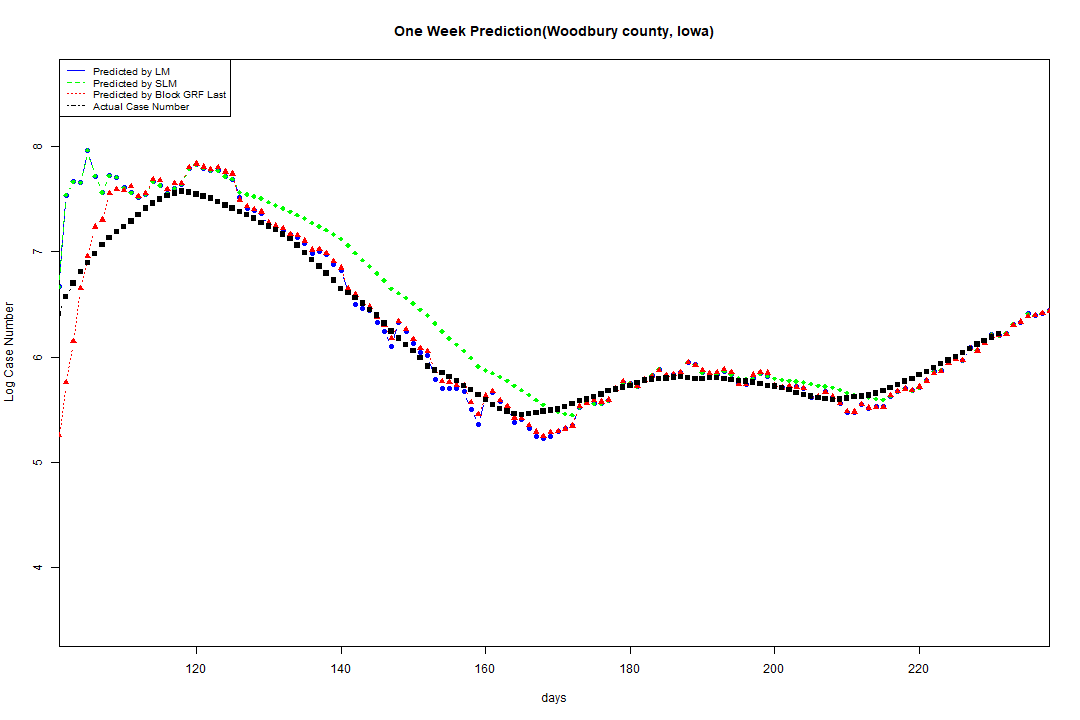 One Week Prediction(Woodbury county, Iowa)
Predicted by LM
Predicted by SLM
Predicted by Block GRF Last
Actual Case Number
8
7
6
5
4
Log Case Number
120 140 160 180 200 220
days